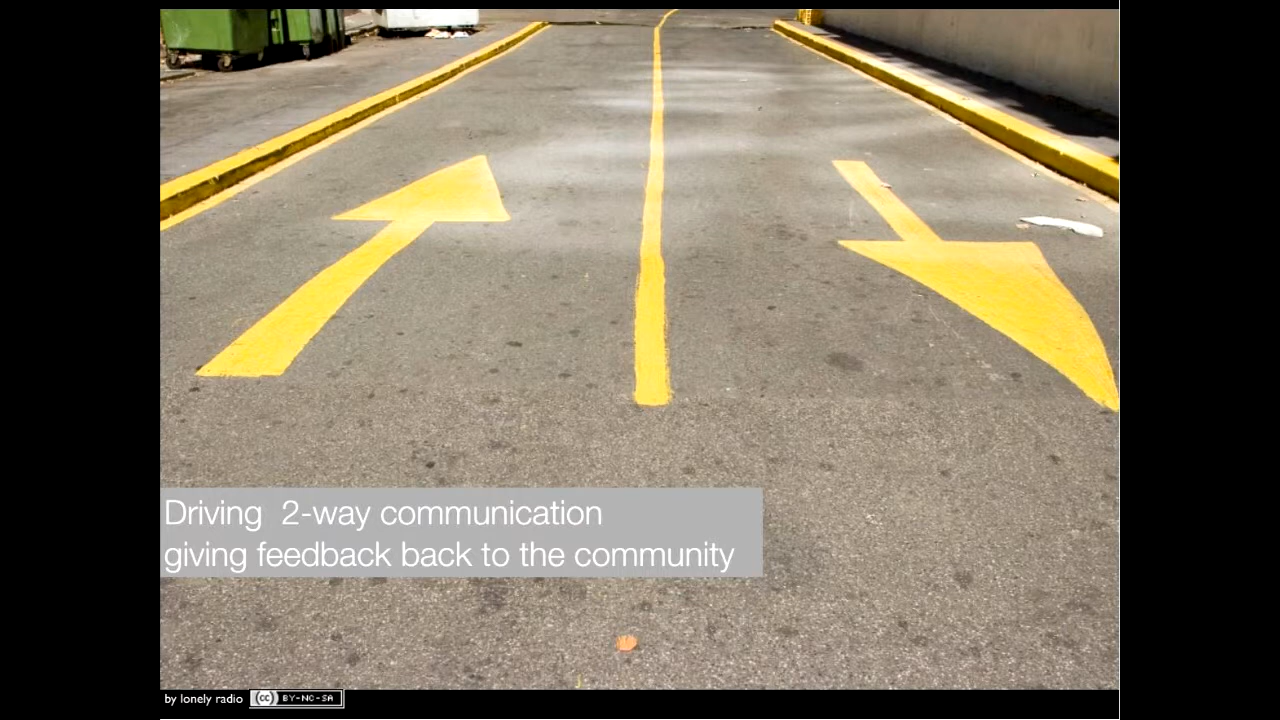 Driving  2-way communication
giving feedback back to the community
by lonely radio (cc) BY-NC-SA